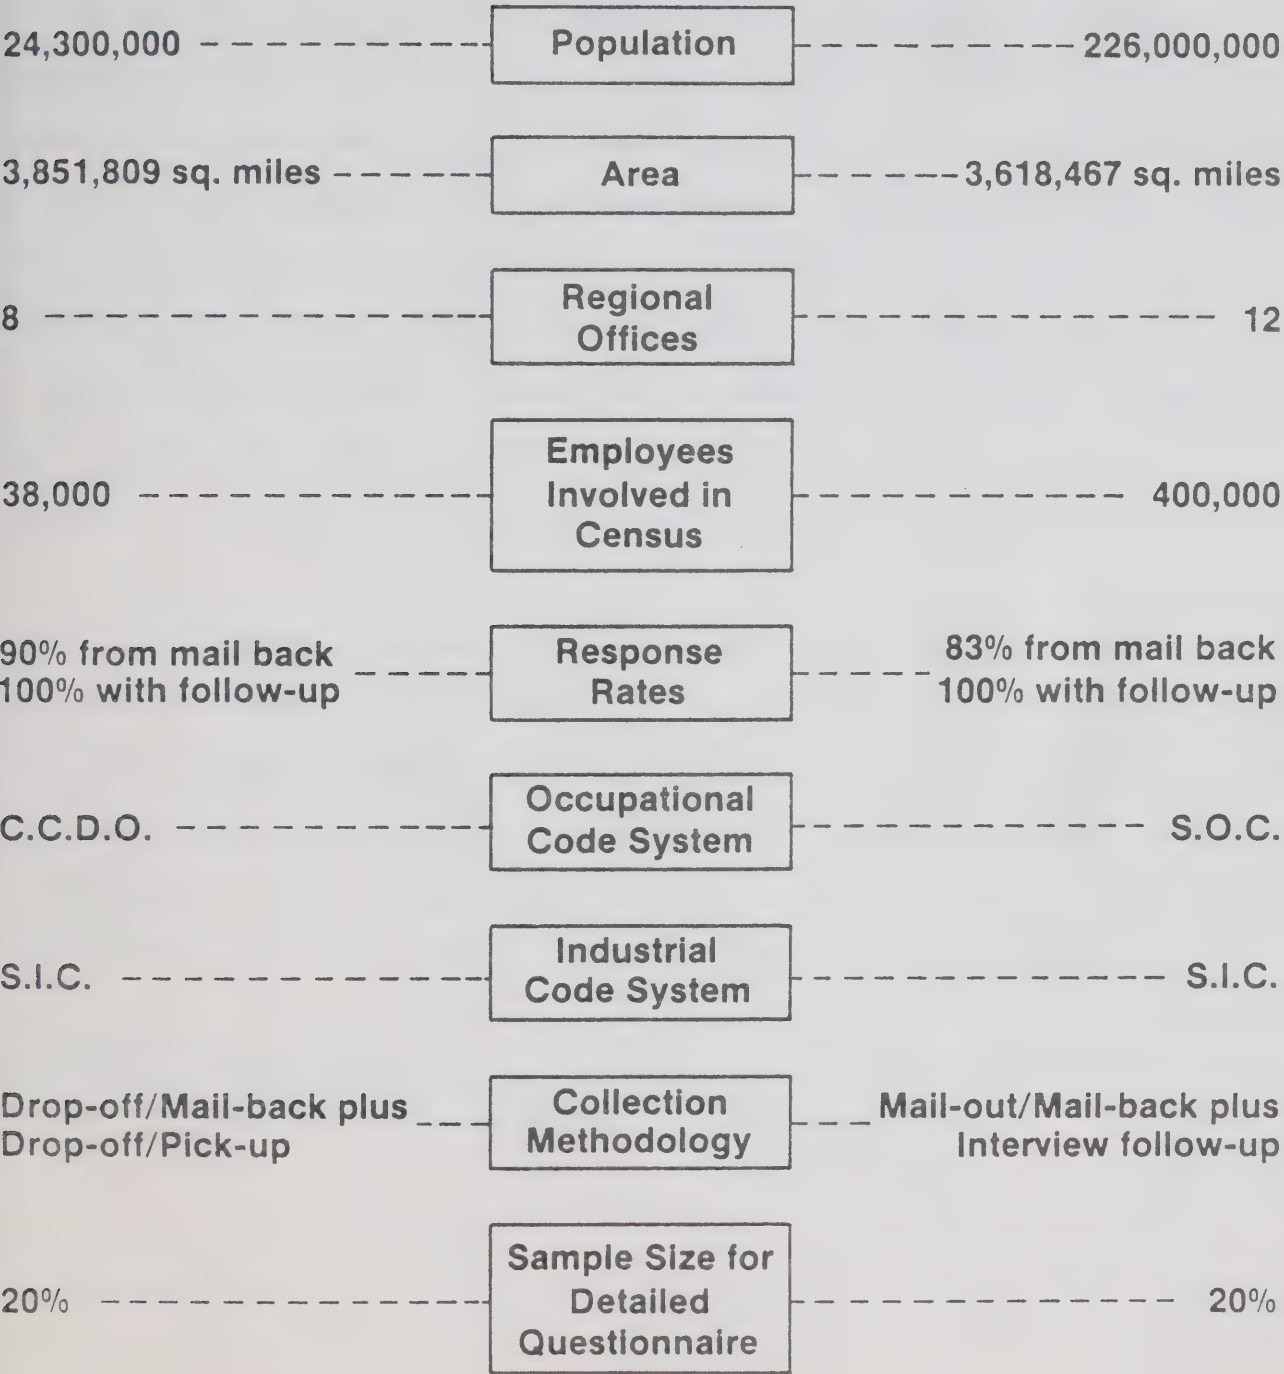 24,300,000 Population 226,000,000
3,851,809 sq. miles Area 3,618,467 sq. miles
8 Regional Offices 12
38,000 Employees Involved in Census 400,000
90% from mail back
100% with follow-up
Response
Rates
83% from mail back
100% with follow-up
C.C.D.O.
Occupational
Code System
S.O.C.
S.I.C.
Industrial
Code System
S.I.C.
Drop-off/Mail-back plus
Drop-off/Pick-up
Collection
Methodology
Mail-out/Mail-back plus
Interview follow-up
20%
Sample Size for
Detailed
Questionnaire
20%